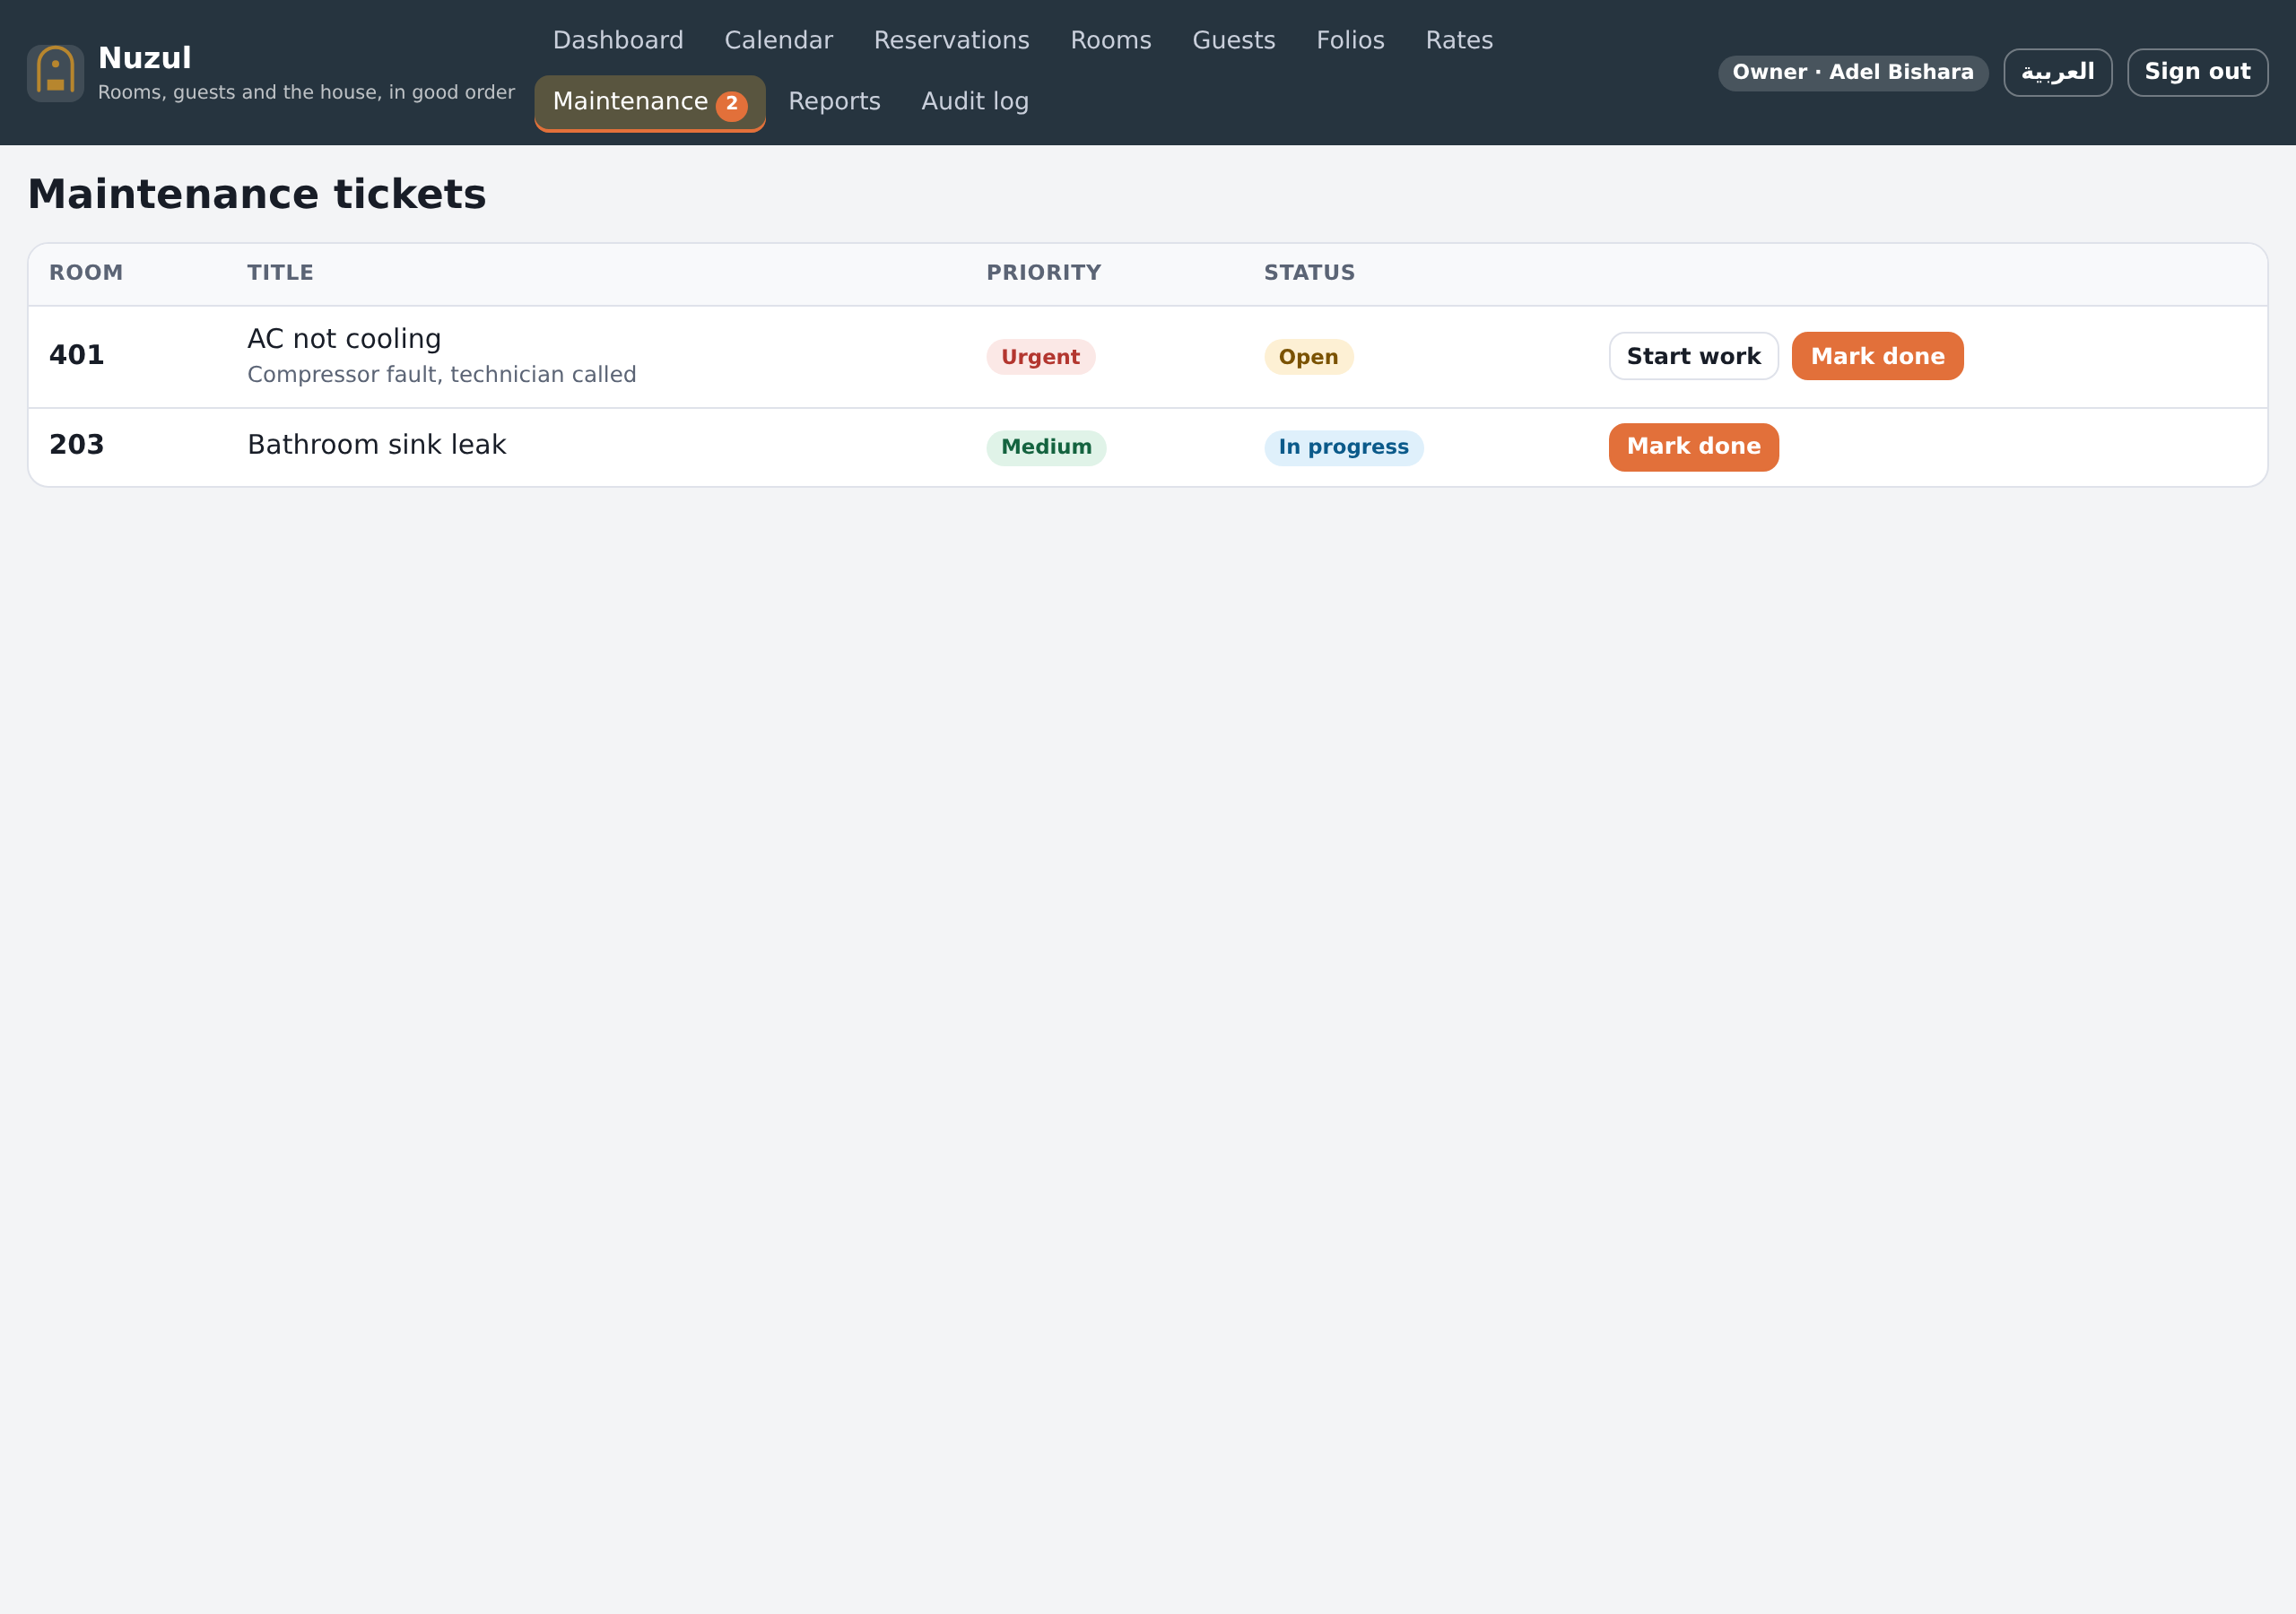 Nuzul
Rooms, guests and the house, in good order
Dashboard Calendar Reservations Rooms Guests Folios Rates
Maintenance 2 Reports Audit log
Owner · Adel Bishara العربية Sign out
Maintenance tickets
ROOM TITLE PRIORITY STATUS
401 AC not cooling Urgent Open Start work Mark done
Compressor fault, technician called
203 Bathroom sink leak Medium In progress Mark done